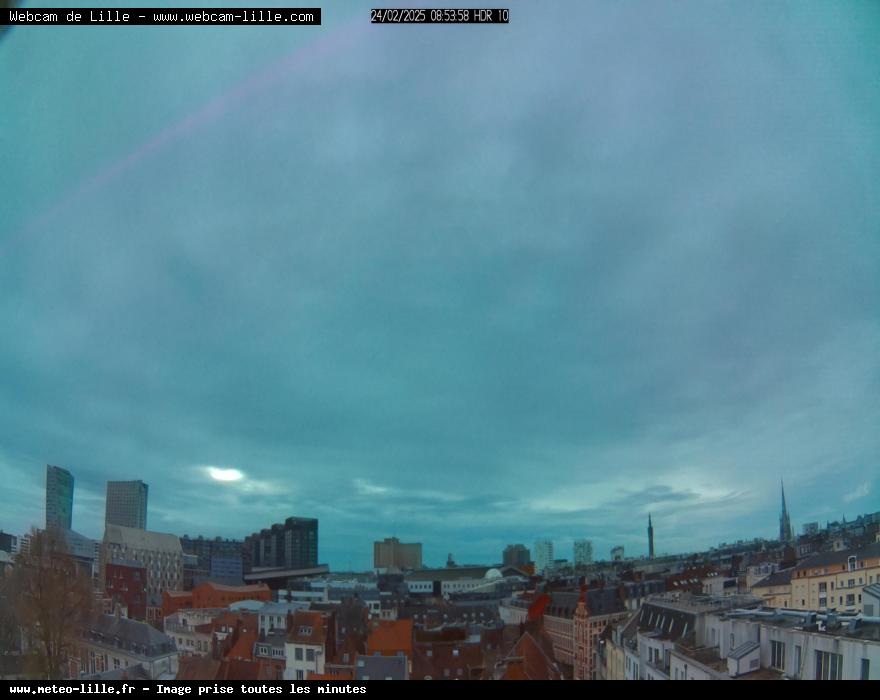 Webcam de Lille - www.webcam-lille.com
24/02/2025 08:53:58 HDR 10
www.meteo-lille.fr - Image prise toutes les minutes